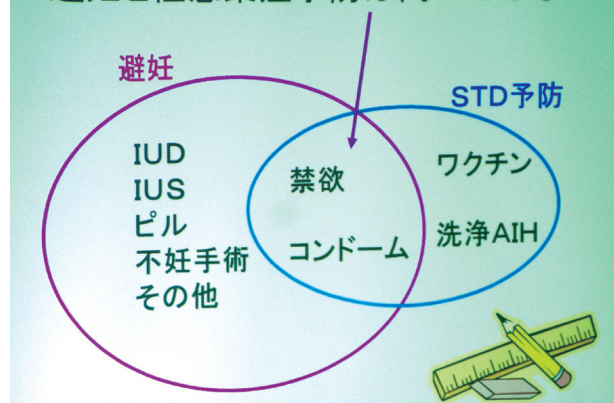 避妊
STD予防
IUD
IUS
ピル
不妊手術
その他
禁欲
コンドーム
ワクチン
洗浄AIH